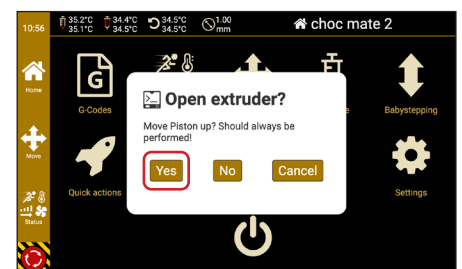 10:56
35.2°C
35.1°C
34.4°C
34.5°C
34.5°C
34.5°C
1.00
mm
choc mate 2
Home
Move
Status
G
G-Codes
e
Babystepping
Open extruder?
Move Piston up? Should always be
performed!
Yes
No
Cancel
Quick actions
Settings